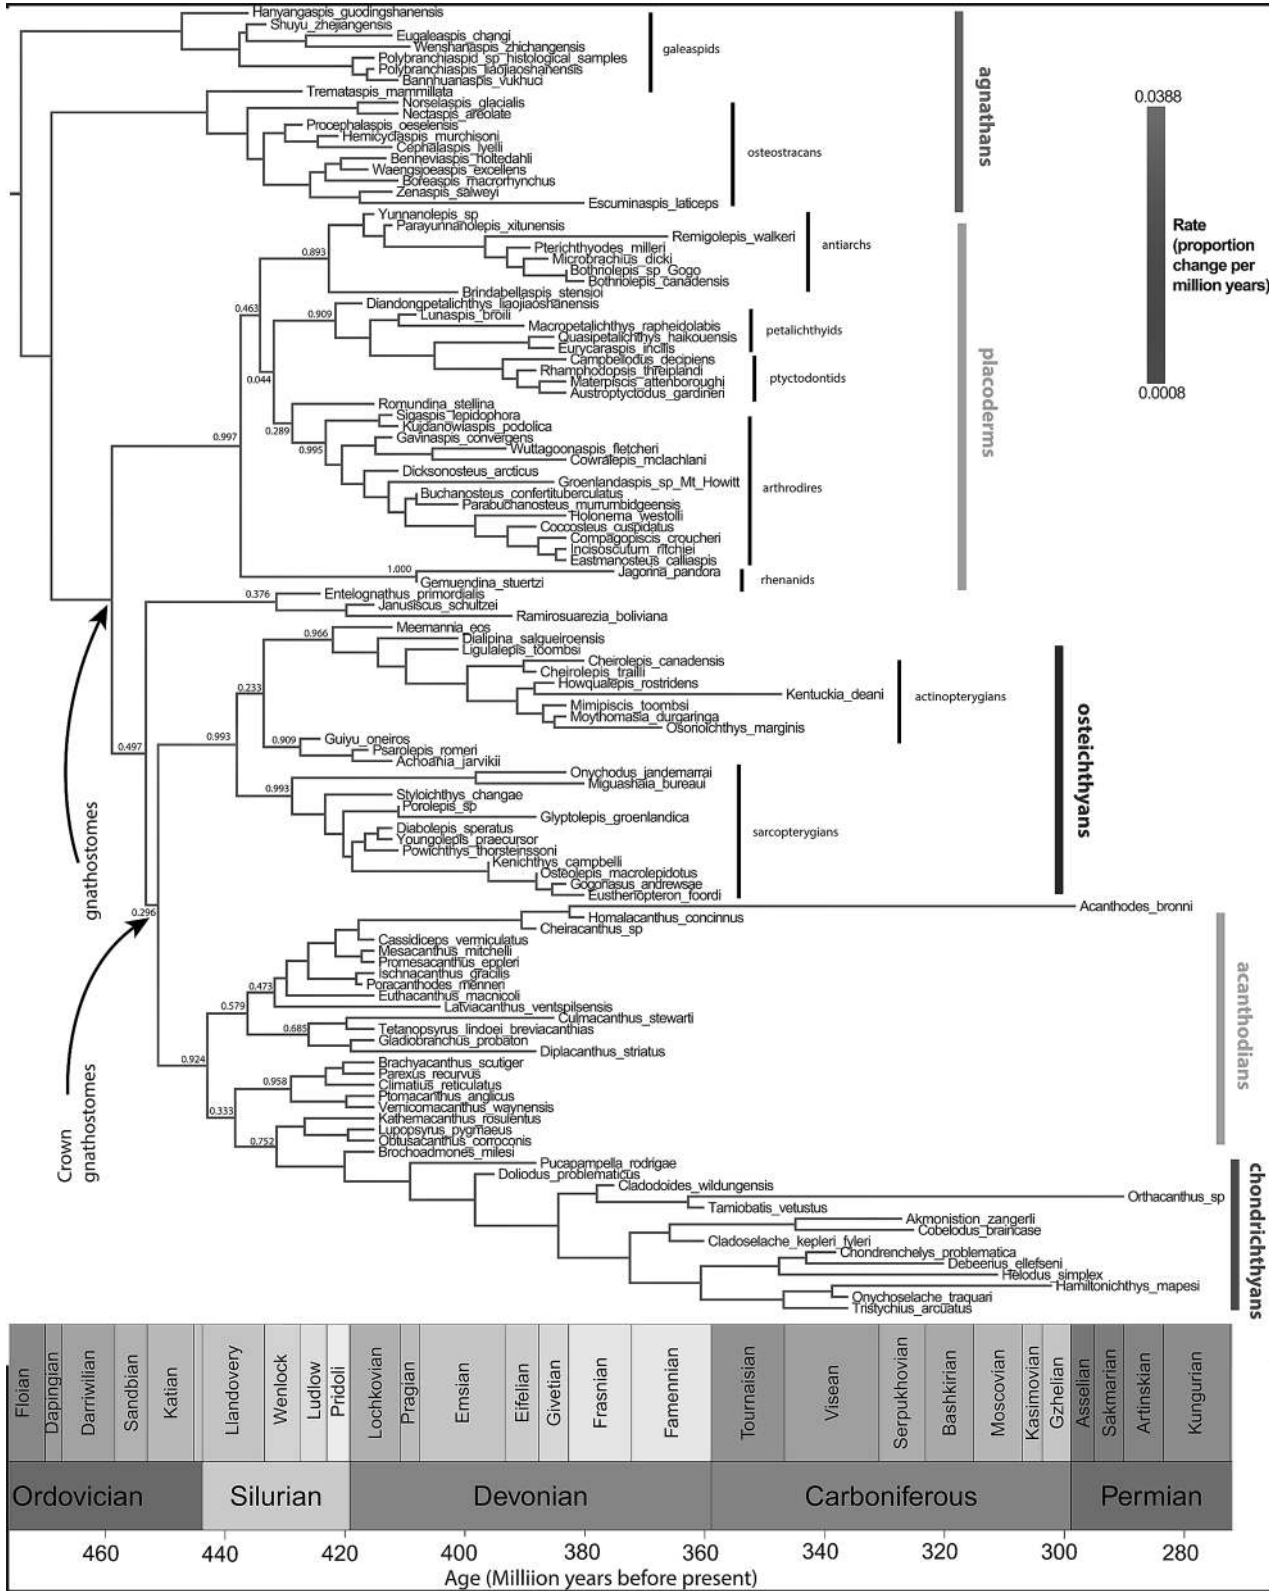 Hanyangaspis_guodingshanensis
Shuyu_zhejiangensis
Eugaleaspis_changi
Wenshanaspis_zhichangensis
Polybranchiaspid_sp_histological_samples
Polybranchiaspis_liaojiaoshanensis
Bannhuanaspis_vukhuci
galeaspids
Tremataspis_mammillata
Norselaspis_glacialis
Nectaspis_areolate
Procephalaspis_oeselensis
Hemicyclaspis_murchisoni
Cephalaspis_lyelli
Benneviaspis_holtedahli
Waengsjoeaspis_excellens
Boreaspis_macrorhynchus
Zenaspis_salweyi
Escuminaspis_laticeps
osteostracans
agnathans
0.0388
Rate
(proportion
change per
million years)
0.0008
Yunnanolepis_sp
Parayunnanolepis_xitunensis
Remigolepis_walkeri
Pterichthyodes_milleri
Microbrachius_dicki
Bothriolepis_sp_Gogo
Bothriolepis_canadensis
Brindabellaspis_stensioi
antiarchs
0.893
0.463
Diandongpetalichthys_liaojiaoshanensis
Lunaspis_broili
Macropetalichthys_rapheidolabis
Quasipetalichthys_haikouensis
Eurycaraspis_incilis
petalichthyids
0.909
Campbellodus_decipiens
Rhamphodopsis_threiplandi
Materpiscis_attenboroughi
Austroptyctodus_gardineri
ptyctodontids
0.044
Romundina_stellina
Sigaspis_lepidophora
Kujdanowiaspis_podolica
Gavinaspis_convergens
Wuttagoonaspis_fletcheri
Cowralepis_mclachlani
Dicksonosteus_arcticus
Groenlandaspis_sp_Mt_Howitt
Buchanosteus_confertituberculatus
Parabuchanosteus_murrumbidgeensis
Holonema_westolli
Coccosteus_cuspidatus
Compagopiscis_croucheri
Incisoscutum_ritchiei
Eastmanosteus_calliaspis
arthrodires
0.289
0.995
0.997
placoderms
1.000
Jagorina_pandora
Gemuendina_stuertzi
rhenanids
0.376
Entelognathus_primordialis
Janusiscus_schultzei
Ramirosuarezia_boliviana
0.966
Meemannia_eos
Dialipina_salgueiroensis
Ligulalepis_toombsi
Cheirolepis_canadensis
Cheirolepis_trailli
Howqualepis_rostridens
Kentuckia_deani
Mimipiscis_toombsi
Moythomasia_durgaringa
Osorioichthys_marginis
actinopterygians
0.233
0.993
0.909
Guiyu_oneiros
Psarolepis_romeri
Achoania_jarvikii
0.497
0.993
Onychodus_jandemarrai
Miguashaia_bureaui
Styloichthys_changae
Porolepis_sp
Glyptolepis_groenlandica
Diabolepis_speratus
Youngolepis_praecursor
Powichthys_thorsteinssoni
Kenichthys_campbelli
Osteolepis_macrolepidotus
Gogonasus_andrewsae
Eusthenopteron_foordi
sarcopterygians
osteichthyans
gnathostomes
0.296
Acanthodes_bronni
Homalacanthus_concinnus
Cheiracanthus_sp
Cassidiceps_vermiculatus
Mesacanthus_mitchelli
Promesacanthus_eppleri
Ischnacanthus_gracilis
Poracanthodes_menneri
Euthacanthus_macnicoli
Latviacanthus_ventspilsensis
0.473
0.579
0.685
Culmacanthus_stewarti
Tetanopsyrus_lindoei_breviacanthias
Gladiobranchus_probaton
Diplacanthus_striatus
0.924
Brachyacanthus_scutiger
Parexus_recurvus
Climatius_reticulatus
Ptomacanthus_anglicus
Vernicomacanthus_waynensis
Kathemacanthus_rosulentus
Lupopsyrus_pygmaeus
Obtusacanthus_corroconis
Brochoadmones_milesi
0.958
0.333
0.752
acanthodians
Crown
gnathostomes
Pucapampella_rodrigae
Doliodus_problematicus
Cladodoides_wildungensis
Orthacanthus_sp
Tamiobatis_vetustus
Akmonistion_zangerli
Cobelodus_braincase
Cladoselache_kepleri_fyleri
Chondrenchelys_problematica
Debeerius_ellefseni
Helodus_simplex
Hamiltonichthys_mapesi
Onychoselache_traquari
Tristychius_arcuatus
chondrichthyans
Floian
Dapingian
Darriwilian
Sandbian
Katian
Llandovery
Wenlock
Ludlow
Pridoli
Lochkovian
Pragian
Emsian
Eifelian
Givetian
Frasnian
Famennian
Tournaisian
Visean
Serpukhovian
Bashkirian
Moscovian
Kasimovian
Gzhelian
Asselian
Sakmarian
Artinskian
Kungurian
Ordovician Silurian Devonian Carboniferous Permian
460 440 420 400 380 360 340 320 300 280
Age (Milliion years before present)